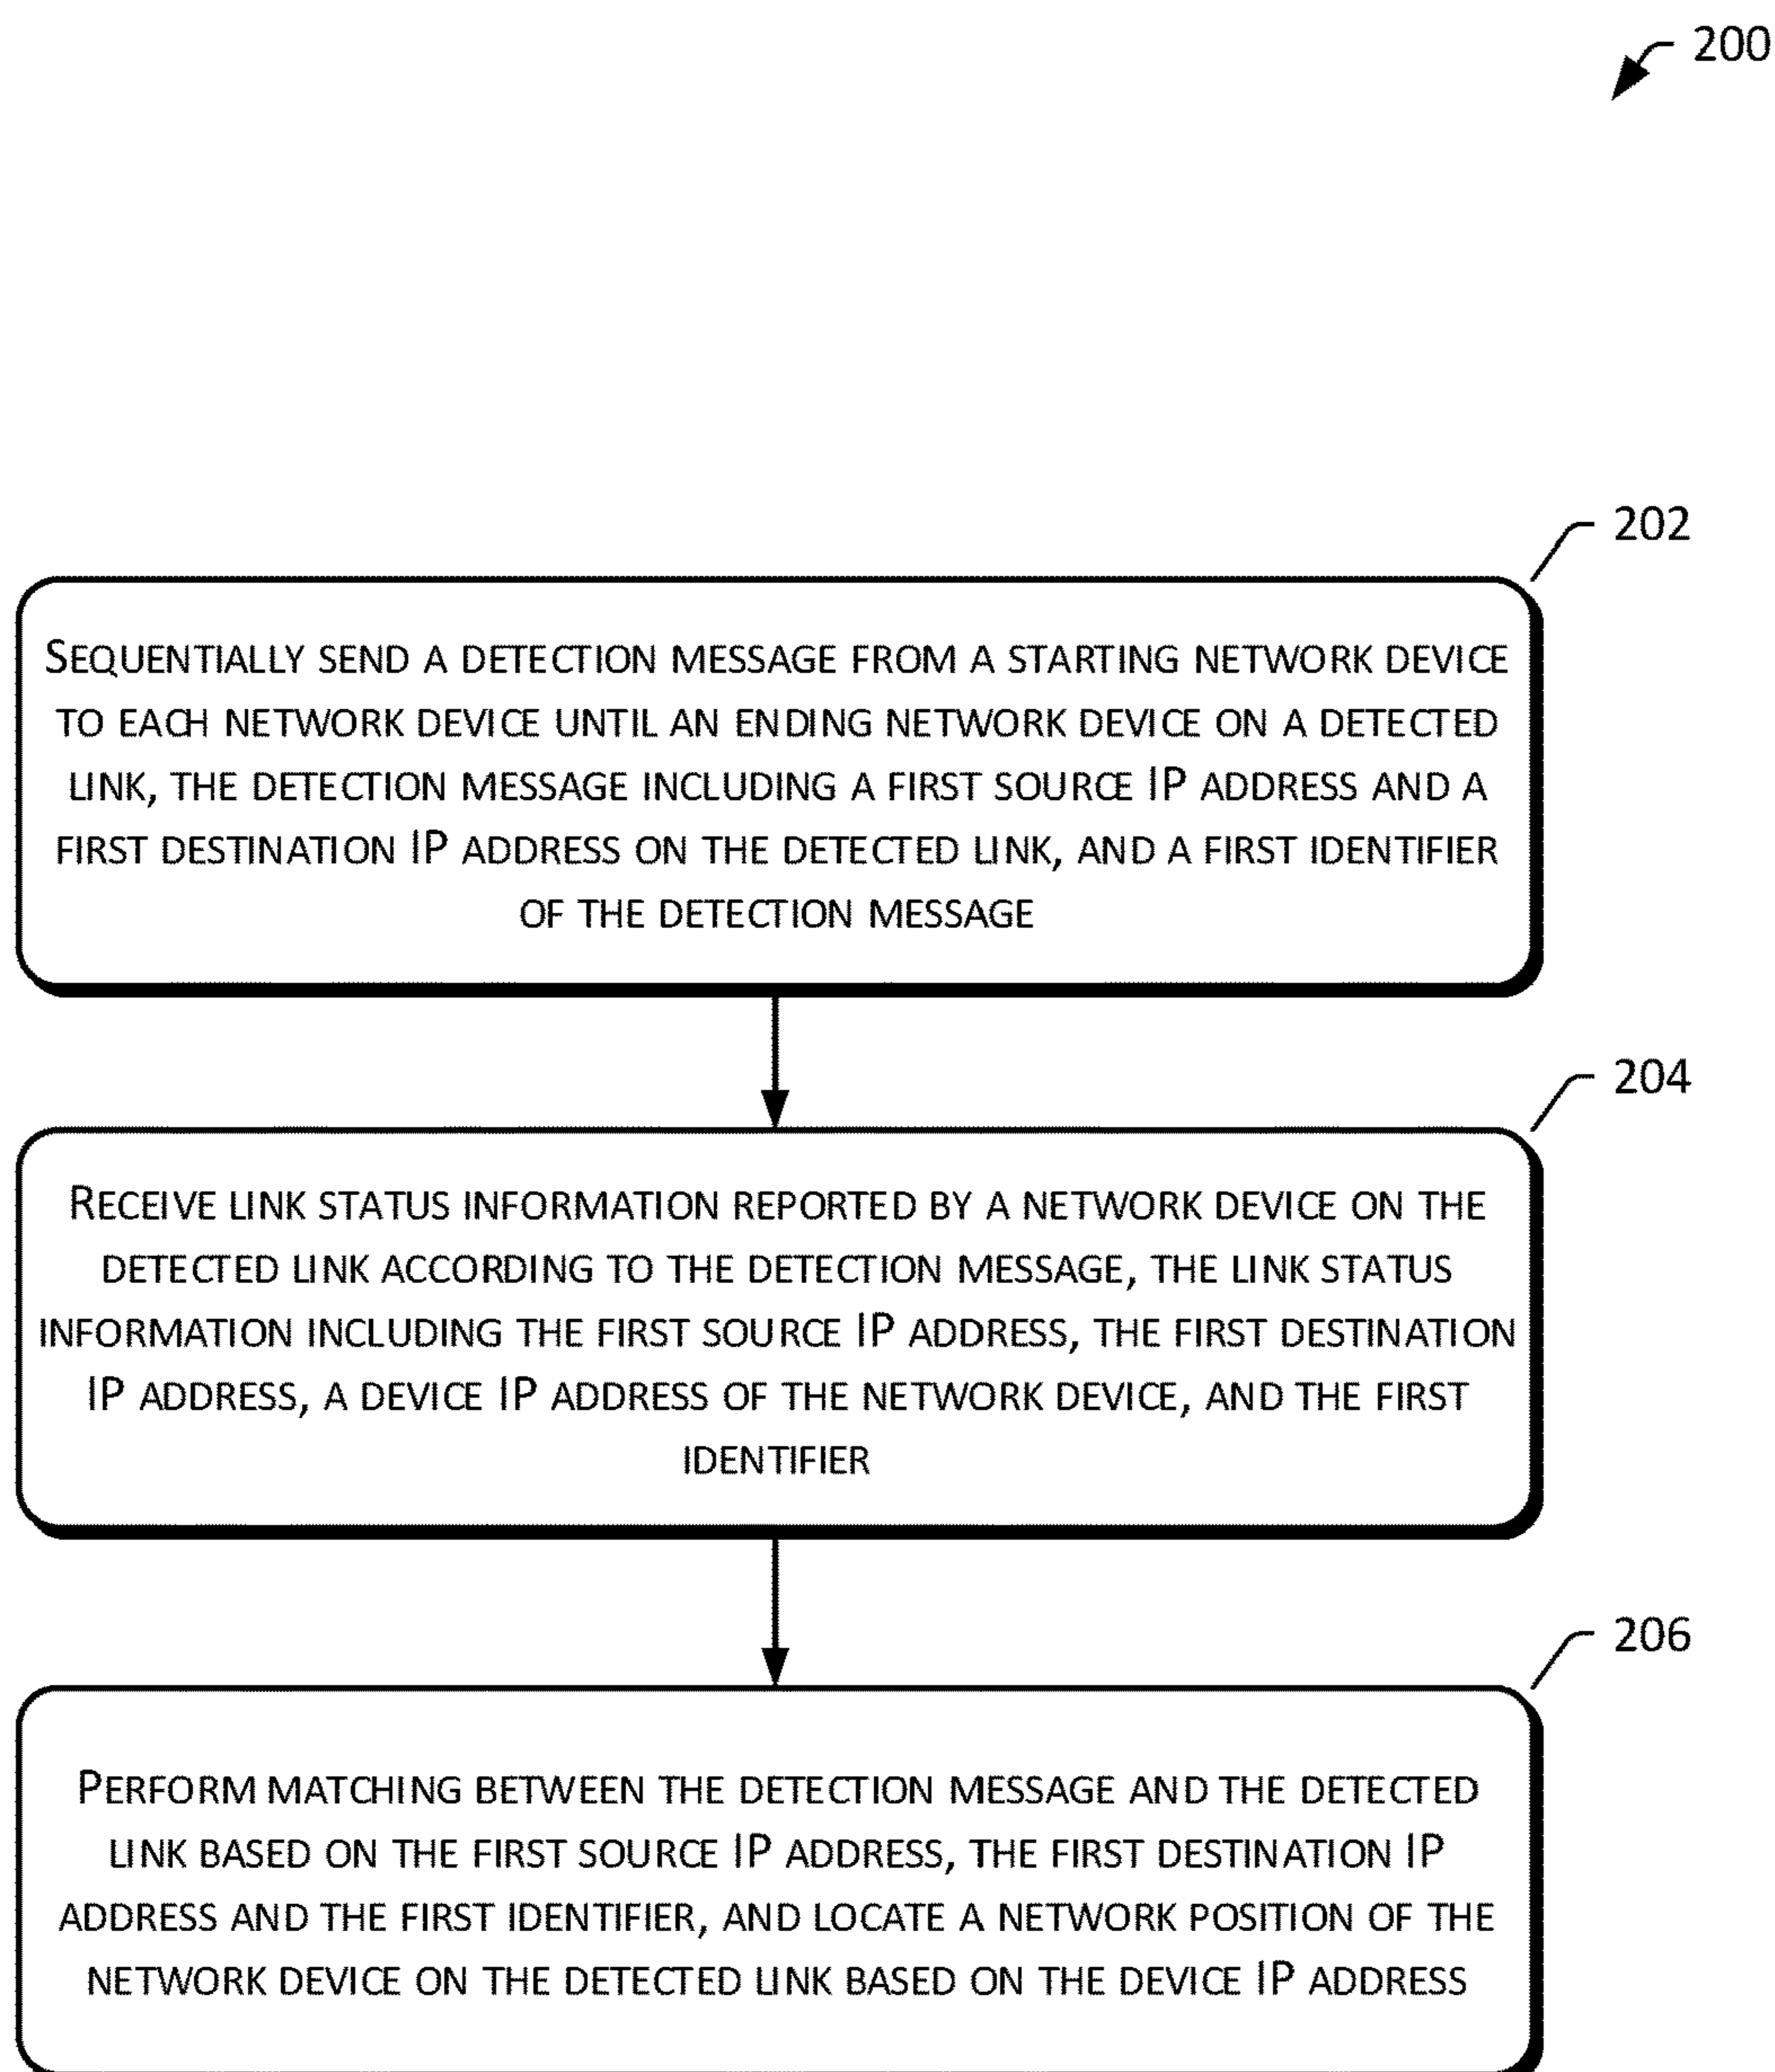 200
202
SEQUENTIALLY SEND A DETECTION MESSAGE FROM A STARTING NETWORK DEVICE
TO EACH NETWORK DEVICE UNTIL AN ENDING NETWORK DEVICE ON A DETECTED
LINK, THE DETECTION MESSAGE INCLUDING A FIRST SOURCE IP ADDRESS AND A
FIRST DESTINATION IP ADDRESS ON THE DETECTED LINK, AND A FIRST IDENTIFIER
OF THE DETECTION MESSAGE
204
RECEIVE LINK STATUS INFORMATION REPORTED BY A NETWORK DEVICE ON THE
DETECTED LINK ACCORDING TO THE DETECTION MESSAGE, THE LINK STATUS
INFORMATION INCLUDING THE FIRST SOURCE IP ADDRESS, THE FIRST DESTINATION
IP ADDRESS, A DEVICE IP ADDRESS OF THE NETWORK DEVICE, AND THE FIRST
IDENTIFIER
206
PERFORM MATCHING BETWEEN THE DETECTION MESSAGE AND THE DETECTED
LINK BASED ON THE FIRST SOURCE IP ADDRESS, THE FIRST DESTINATION IP
ADDRESS AND THE FIRST IDENTIFIER, AND LOCATE A NETWORK POSITION OF THE
NETWORK DEVICE ON THE DETECTED LINK BASED ON THE DEVICE IP ADDRESS